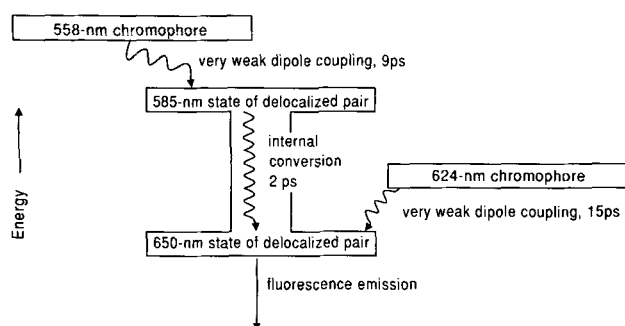 558-nm chromophore
very weak dipole coupling, 9ps
585-nm state of delocalized pair
internal
conversion
2 ps
624-nm chromophore
very weak dipole coupling, 15ps
650-nm state of delocalized pair
fluorescence emission
Energy